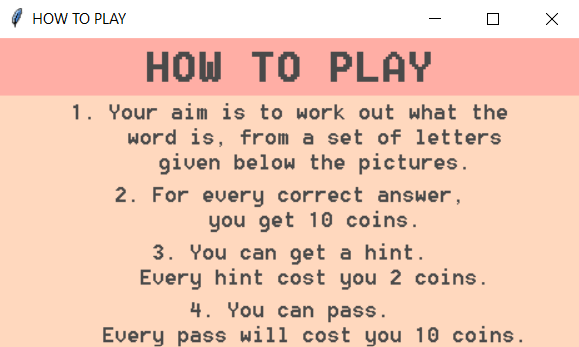 HOW TO PLAY
HOW TO PLAY
1. Your aim is to work out what the
word is, from a set of letters
given below the pictures.
2. For every correct answer,
you get 10 coins.
3. You can get a hint.
Every hint cost you 2 coins.
4. You can pass.
Every pass will cost you 10 coins.